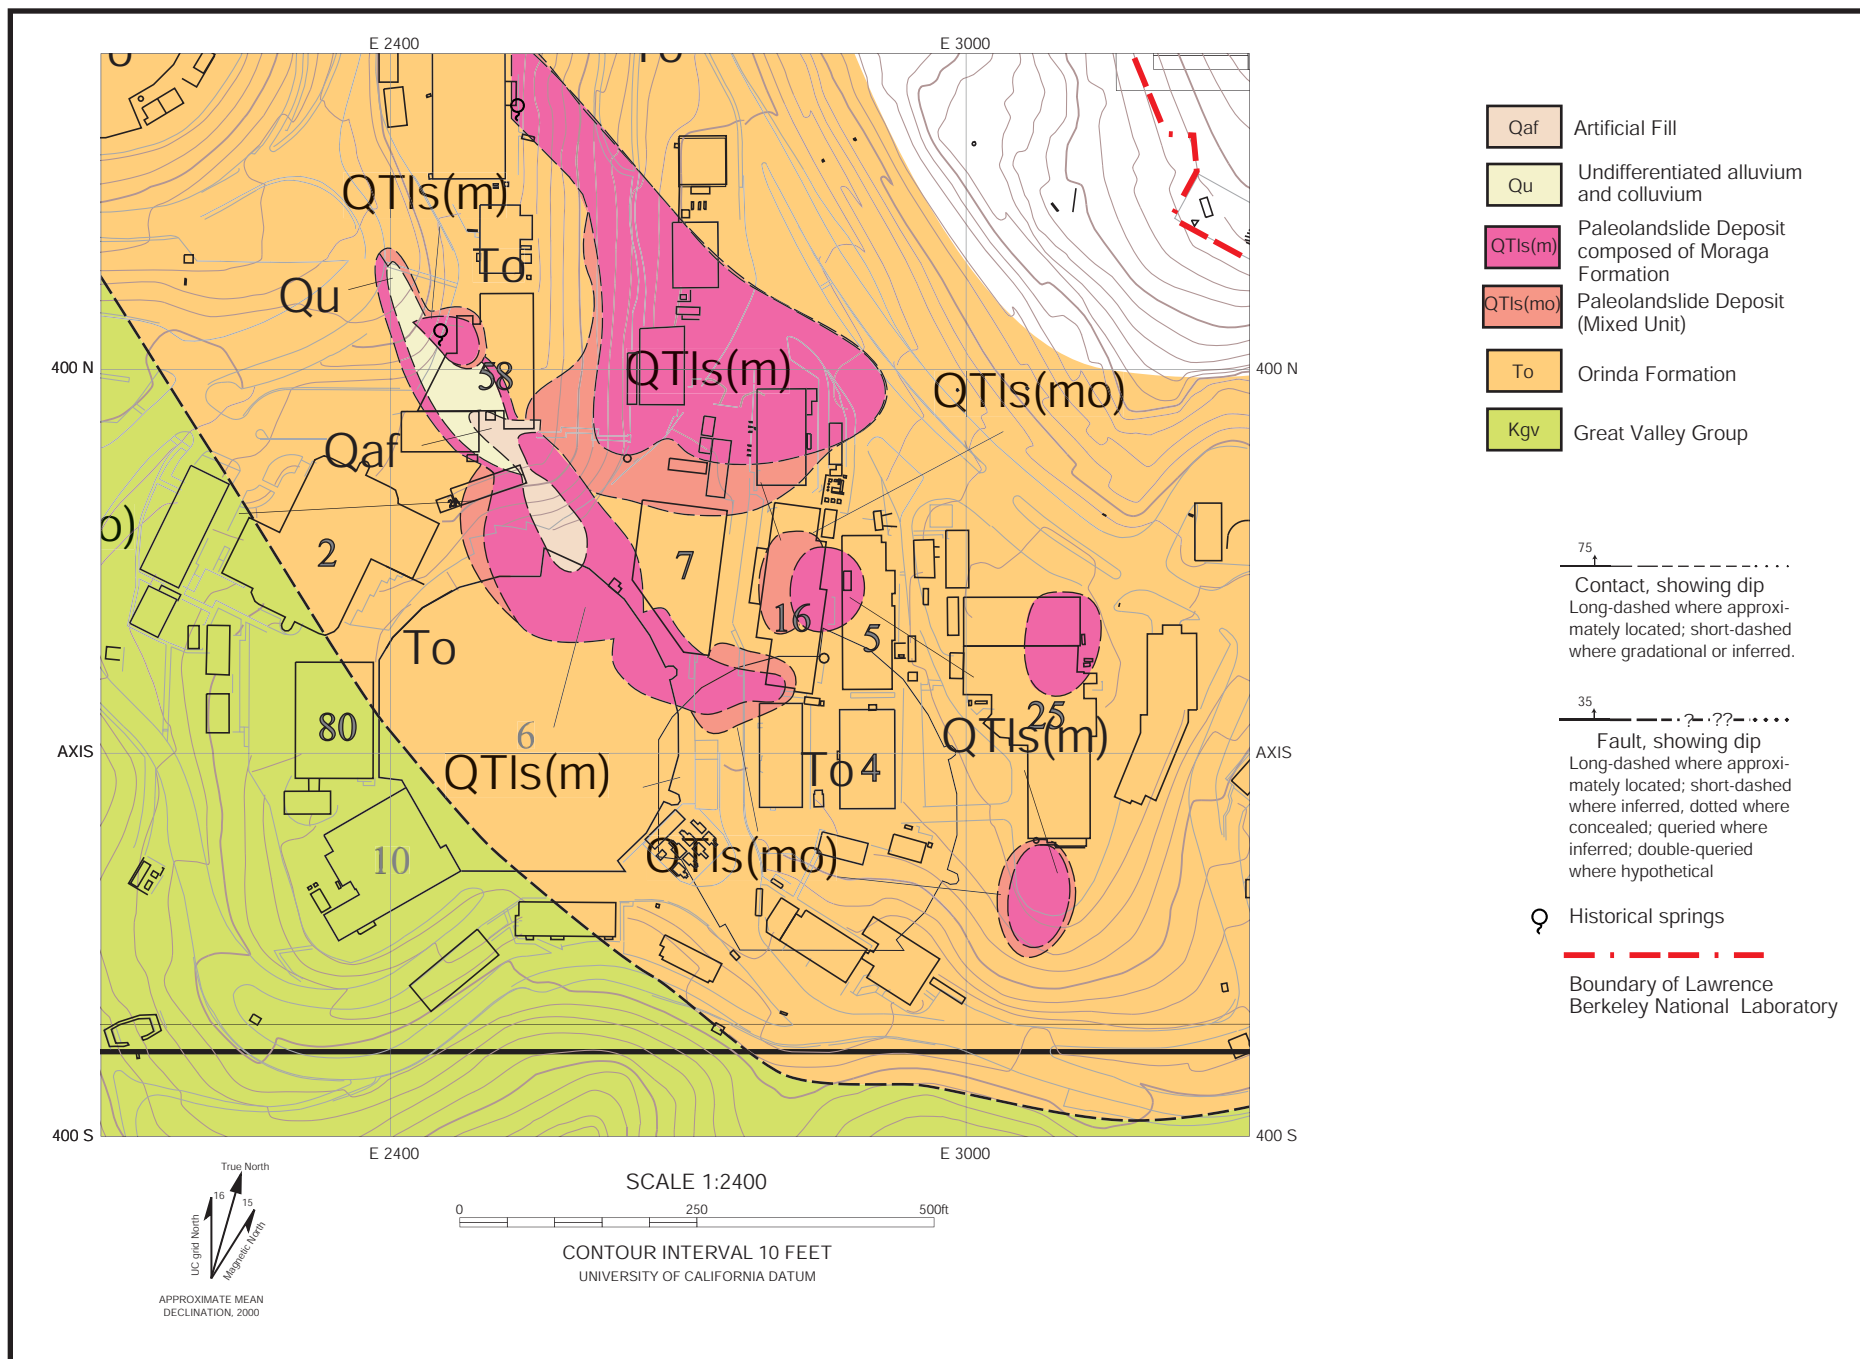 E 2400
E 3000
o
To
QTls(m)
To
Qu
400 N
400 N
58
QTls(m)
QTls(mo)
Qaf
o)
2
7
16
5
To
80
6
25
QTls(m)
AXIS
AXIS
QTls(m)
To
4
10
QTls(mo)
400 S
400 S
E 2400
E 3000
Qaf
Artificial Fill
Qu
Undifferentiated alluvium
and colluvium
QTls(m)
Paleolandslide Deposit
composed of Moraga
Formation
QTls(mo)
Paleolandslide Deposit
(Mixed Unit)
To
Orinda Formation
Kgv
Great Valley Group
75
Contact, showing dip
Long-dashed where approxi-
mately located; short-dashed
where gradational or inferred.
35
? ??
Fault, showing dip
Long-dashed where approxi-
mately located; short-dashed
where inferred, dotted where
concealed; queried where
inferred; double-queried
where hypothetical
Historical springs
Boundary of Lawrence
Berkeley National Laboratory
True North
16
15
UC grid North
Magnetic North
APPROXIMATE MEAN
DECLINATION, 2000
SCALE 1:2400
0
250
500ft
CONTOUR INTERVAL 10 FEET
UNIVERSITY OF CALIFORNIA DATUM